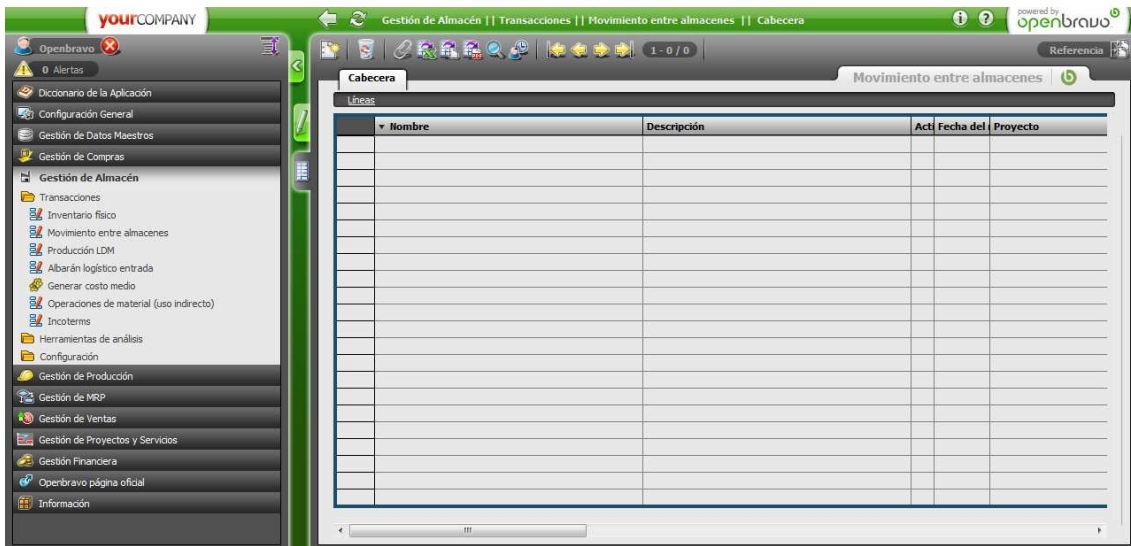 yourCOMPANY
Gestión de Almacén || Transacciones || Movimiento entre almacenes || Cabecera
powered by
openbravo
Openbravo
0 Alertas
1 - 0 / 0
Referencia
Cabecera
Movimiento entre almacenes
Líneas
Nombre
Descripción
Acti
Fecha del
Proyecto
Diccionario de la Aplicación
Configuración General
Gestión de Datos Maestros
Gestión de Compras
Gestión de Almacén
Transacciones
Inventario físico
Movimiento entre almacenes
Producción LDM
Albarán logístico entrada
Generar costo medio
Operaciones de material (uso indirecto)
Incoterms
Herramientas de análisis
Configuración
Gestión de Producción
Gestión de MRP
Gestión de Ventas
Gestión de Proyectos y Servicios
Gestión Financiera
Openbravo página oficial
Información